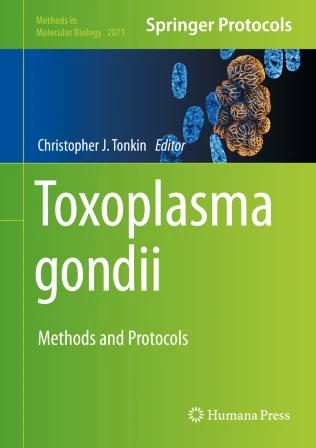 Methods in
Molecular Biology 2071
Springer Protocols
Christopher J. Tonkin Editor
Toxoplasma
gondii
Methods and Protocols
Humana Press